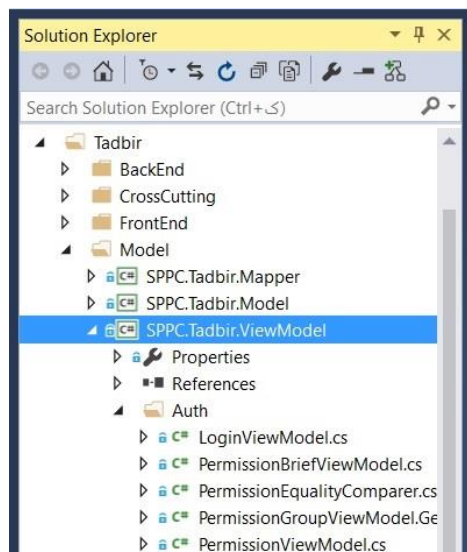 Solution Explorer
Search Solution Explorer (Ctrl+ک)
Tadbir
BackEnd
CrossCutting
FrontEnd
Model
C# SPPC.Tadbir.Mapper
C# SPPC.Tadbir.Model
C# SPPC.Tadbir.ViewModel
Properties
References
Auth
C# LoginViewModel.cs
C# PermissionBriefViewModel.cs
C# PermissionEqualityComparer.cs
C# PermissionGroupViewModel.Ge
C# PermissionViewModel.cs